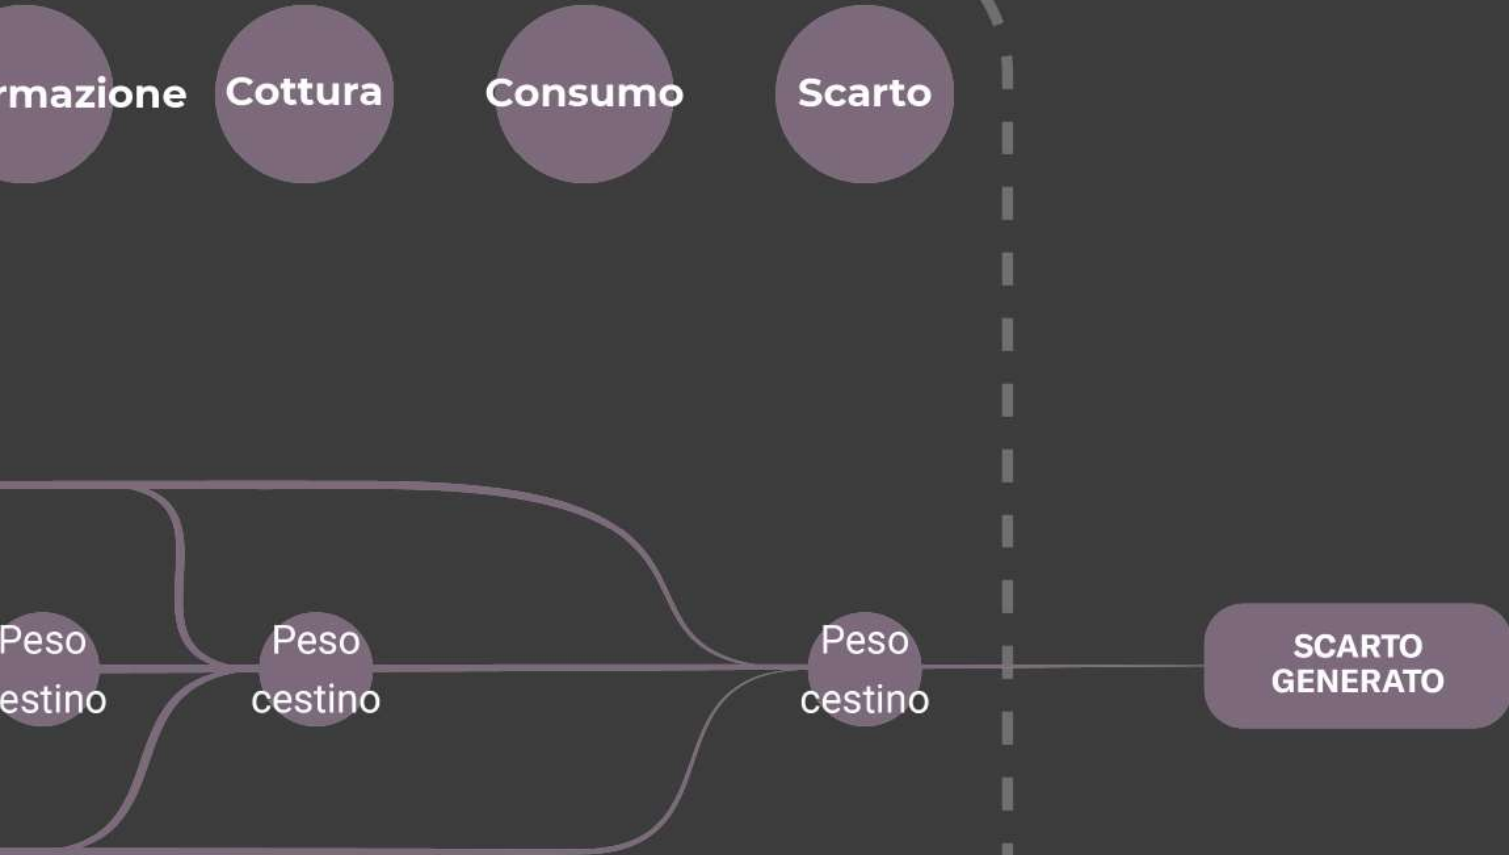 rmazione Cottura Consumo Scarto
Peso Peso Peso
estino cestino cestino
SCARTO
GENERATO